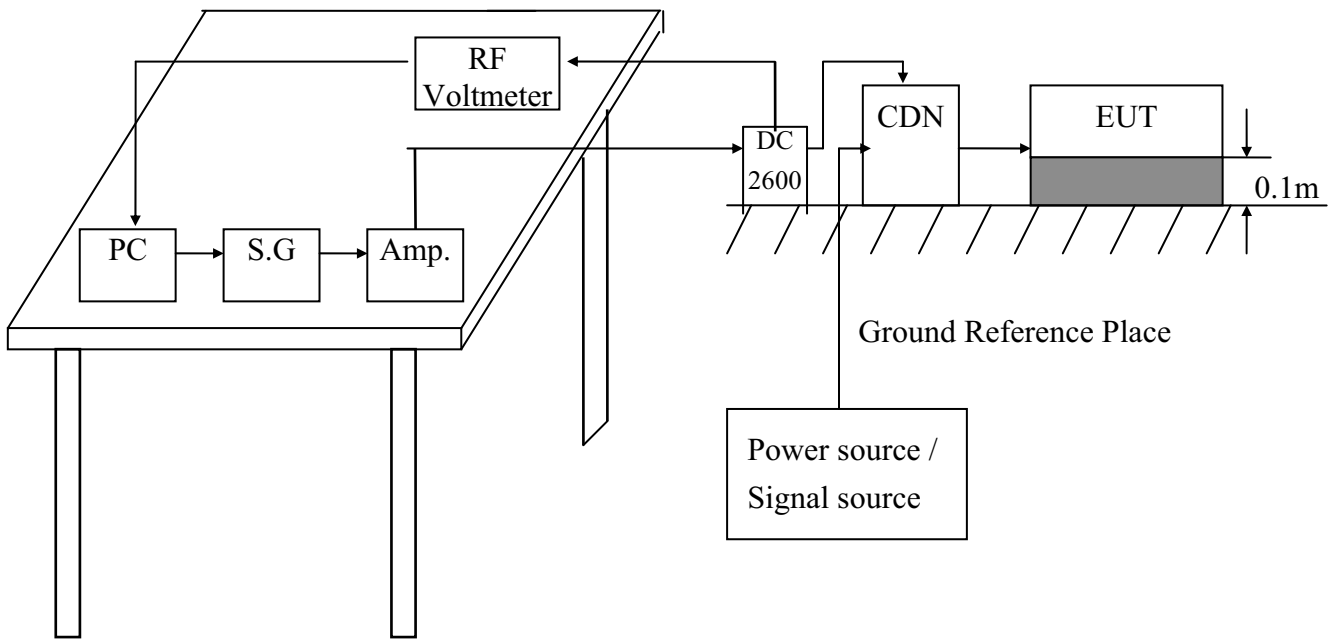 RF
Voltmeter
DC
2600
CDN
EUT
0.1m
PC
S.G
Amp.
Ground Reference Place
Power source /
Signal source